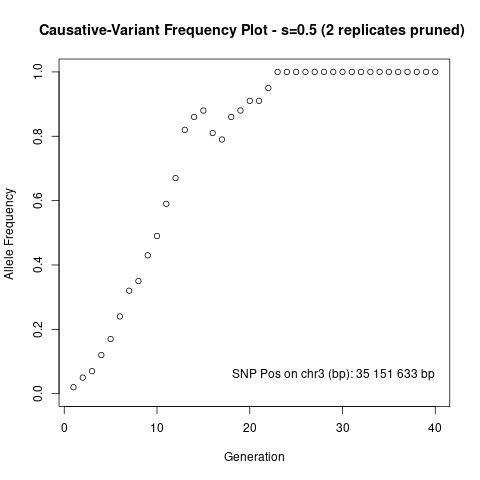 Causative-Variant Frequency Plot - s=0.5 (2 replicates pruned)
1.0
0.8
0.6
0.4
0.2
0.0
Allele Frequency
SNP Pos on chr3 (bp): 35 151 633 bp
0 10 20 30 40
Generation